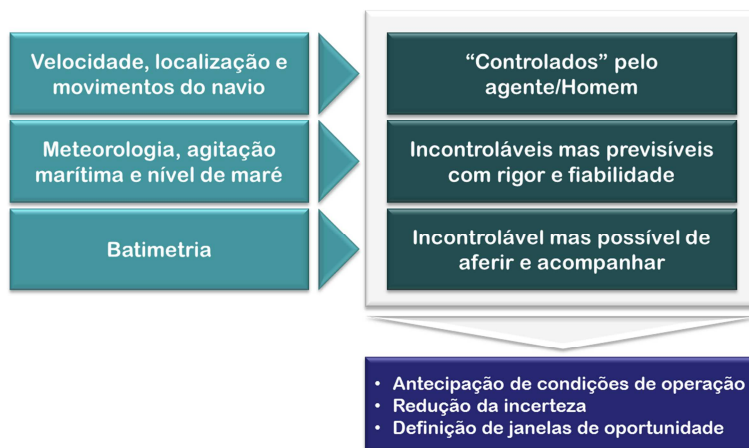 Velocidade, localização e
movimentos do navio
“Controlados” pelo
agente/Homem
Meteorologia, agitação
marítima e nível de maré
Incontroláveis mas previsíveis
com rigor e fiabilidade
Batimetria
Incontrolável mas possível de
aferir e acompanhar
• Antecipação de condições de operação
• Redução da incerteza
• Definição de janelas de oportunidade